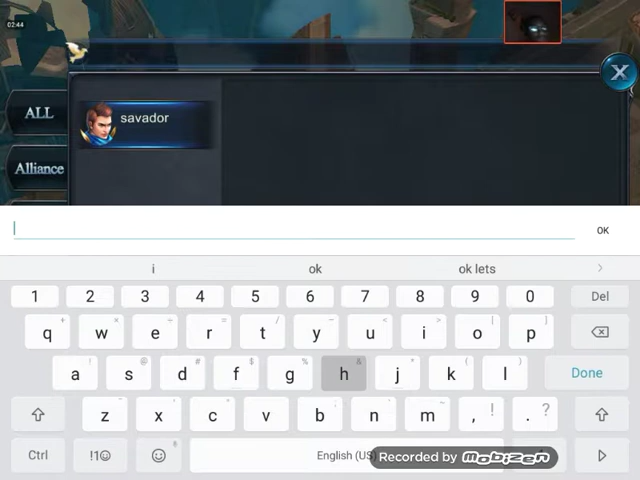 02:44
ALL
savador
Alliance
OK
i ok ok lets
1 2 3 4 5 6 7 8 9 0 Del
q w e r t y u i o p
+ × ÷ = / _ < > [ ]
a s d f g h j k l Done
! @ # $ % & * ( )
z x c v b n m , ! . ?
Ctrl !1☺ English (US)
Recorded by MOBIZEN